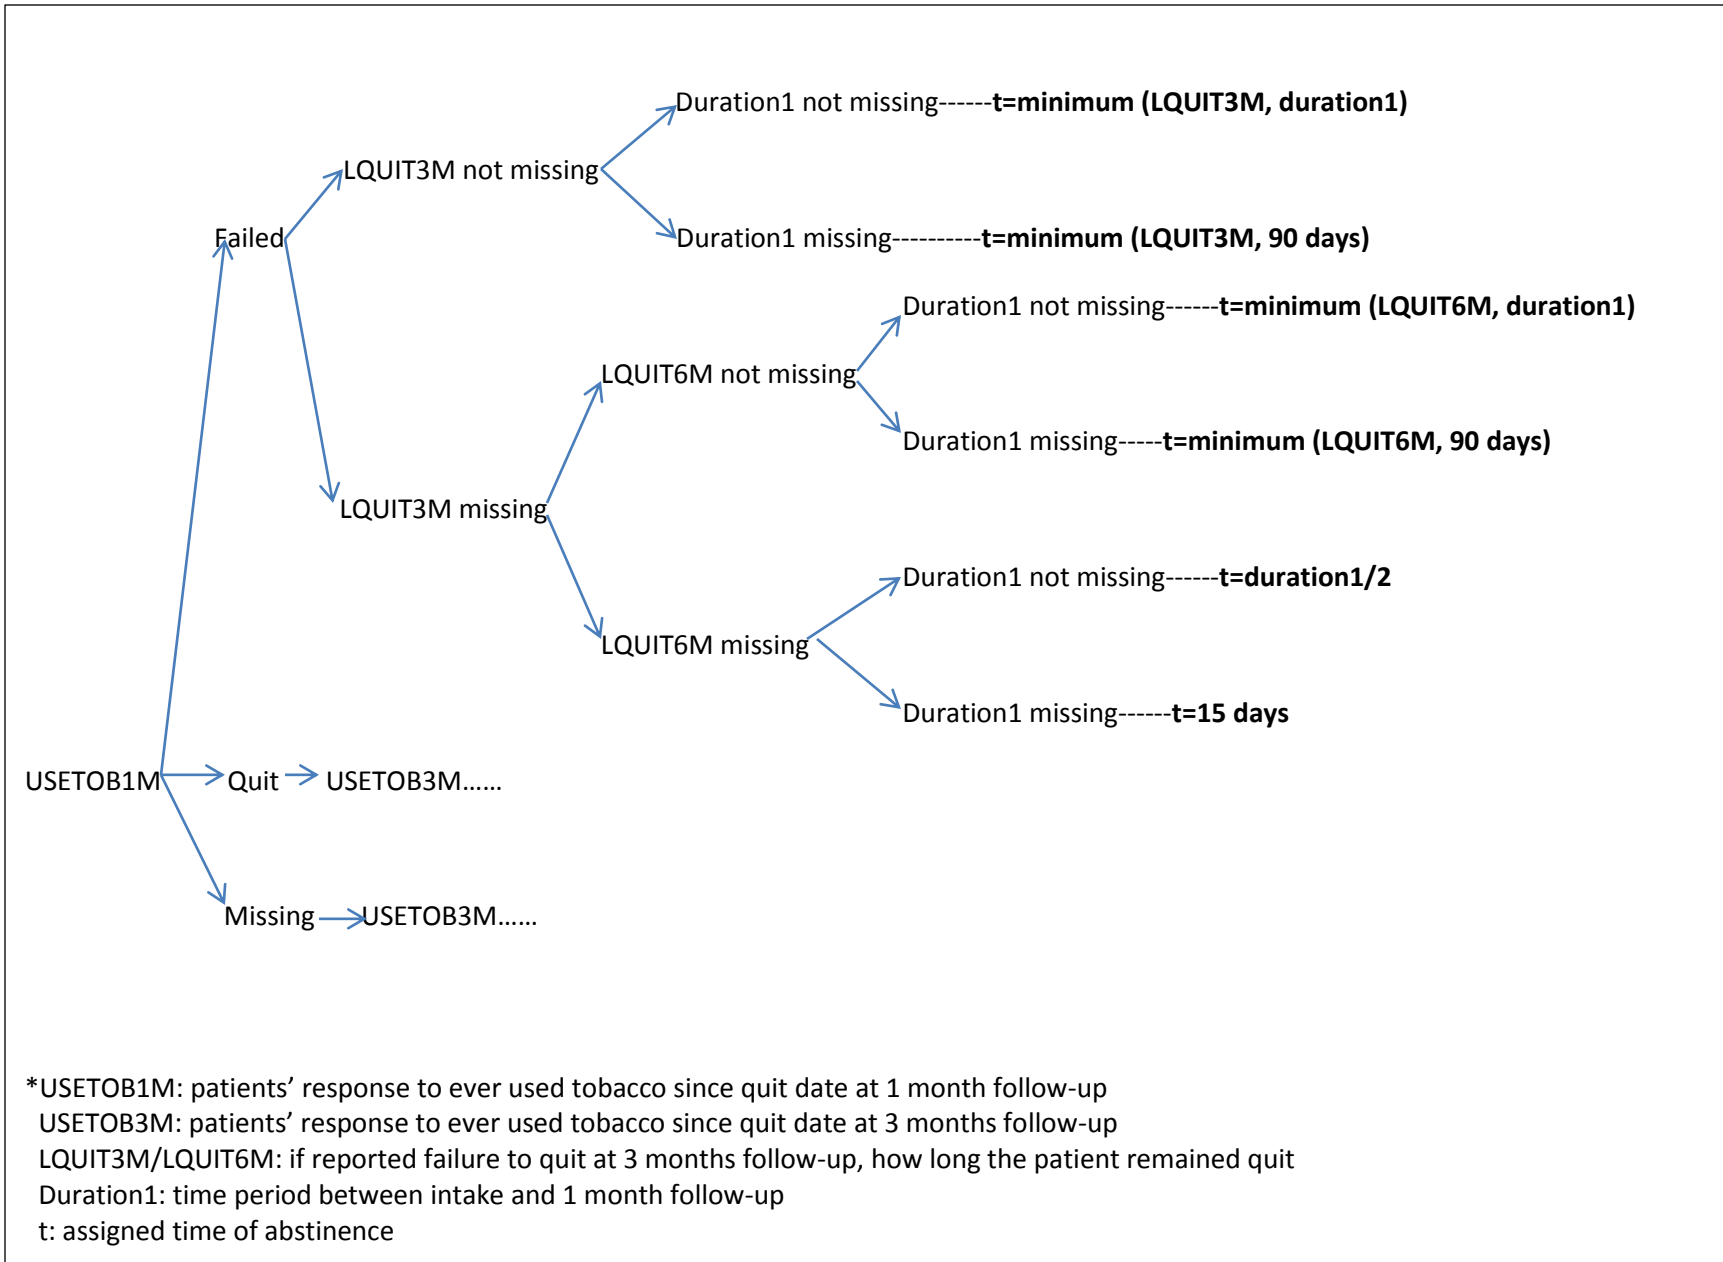 Duration1 not missing------t=minimum (LQUIT3M, duration1)
LQUIT3M not missing
Failed
Duration1 missing----------t=minimum (LQUIT3M, 90 days)
Duration1 not missing------t=minimum (LQUIT6M, duration1)
LQUIT6M not missing
Duration1 missing-----t=minimum (LQUIT6M, 90 days)
LQUIT3M missing
Duration1 not missing------t=duration1/2
LQUIT6M missing
Duration1 missing------t=15 days
USETOB1M Quit USETOB3M......
Missing USETOB3M......
*USETOB1M: patients’ response to ever used tobacco since quit date at 1 month follow-up
USETOB3M: patients’ response to ever used tobacco since quit date at 3 months follow-up
LQUIT3M/LQUIT6M: if reported failure to quit at 3 months follow-up, how long the patient remained quit
Duration1: time period between intake and 1 month follow-up
t: assigned time of abstinence